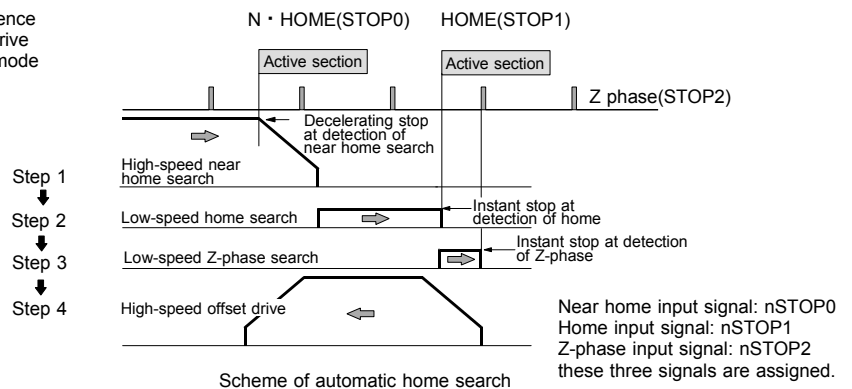 ence
rive
mode
N・HOME(STOP0) HOME(STOP1)
Active section
Active section
Z phase(STOP2)
Decelerating stop
at detection of
near home search
Step 1
High-speed near
home search
Step 2
Low-speed home search
Instant stop at
detection of home
Step 3
Low-speed Z-phase search
Instant stop at detection
of Z-phase
Step 4
High-speed offset drive
Near home input signal: nSTOP0
Home input signal: nSTOP1
Z-phase input signal: nSTOP2
these three signals are assigned.
Scheme of automatic home search